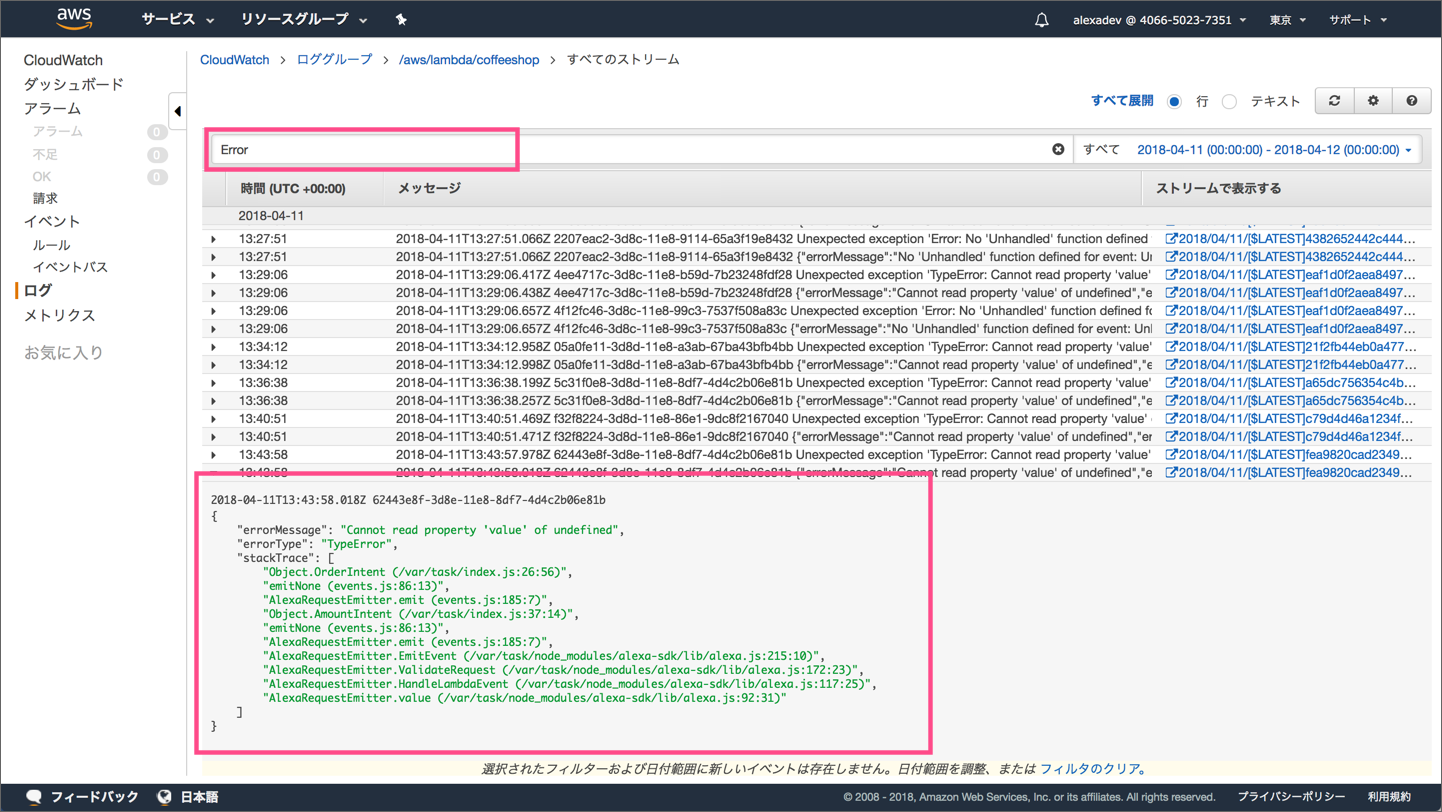 aws サービス リソースグループ alexadev @ 4066-5023-7351 東京 サポート
CloudWatch
ダッシュボード
アラーム
アラーム 0
不足 0
OK 0
請求
イベント
ルール
イベントバス
ログ
メトリクス
お気に入り
CloudWatch > ロググループ > /aws/lambda/coffeeshop > すべてのストリーム
すべて展開 行 テキスト
Error すべて 2018-04-11 (00:00:00) - 2018-04-12 (00:00:00)
時間 (UTC +00:00) メッセージ ストリームで表示する
2018-04-11
13:27:51 2018-04-11T13:27:51.066Z 2207eac2-3d8c-11e8-9114-65a3f19e8432 Unexpected exception 'Error: No 'Unhandled' function defined 2018/04/11/[$LATEST]4382652442c444...
13:27:51 2018-04-11T13:27:51.066Z 2207eac2-3d8c-11e8-9114-65a3f19e8432 {"errorMessage":"No 'Unhandled' function defined for event: Un 2018/04/11/[$LATEST]4382652442c444...
13:29:06 2018-04-11T13:29:06.417Z 4ee4717c-3d8c-11e8-b59d-7b23248fdf28 Unexpected exception 'TypeError: Cannot read property 'value' 2018/04/11/[$LATEST]eaf1d0f2aea8497...
13:29:06 2018-04-11T13:29:06.438Z 4ee4717c-3d8c-11e8-b59d-7b23248fdf28 {"errorMessage":"Cannot read property 'value' of undefined","e 2018/04/11/[$LATEST]eaf1d0f2aea8497...
13:29:06 2018-04-11T13:29:06.657Z 4f12fc46-3d8c-11e8-99c3-7537f508a83c Unexpected exception 'Error: No 'Unhandled' function defined fo 2018/04/11/[$LATEST]eaf1d0f2aea8497...
13:29:06 2018-04-11T13:29:06.657Z 4f12fc46-3d8c-11e8-99c3-7537f508a83c {"errorMessage":"No 'Unhandled' function defined for event: Un 2018/04/11/[$LATEST]eaf1d0f2aea8497...
13:34:12 2018-04-11T13:34:12.958Z 05a0fe11-3d8d-11e8-a3ab-67ba43bfb4bb Unexpected exception 'TypeError: Cannot read property 'value' 2018/04/11/[$LATEST]21f2fb44eb0a477...
13:34:12 2018-04-11T13:34:12.998Z 05a0fe11-3d8d-11e8-a3ab-67ba43bfb4bb {"errorMessage":"Cannot read property 'value' of undefined","e 2018/04/11/[$LATEST]21f2fb44eb0a477...
13:36:38 2018-04-11T13:36:38.199Z 5c31f0e8-3d8d-11e8-8df7-4d4c2b06e81b Unexpected exception 'TypeError: Cannot read property 'value' 2018/04/11/[$LATEST]a65dc756354c4b...
13:36:38 2018-04-11T13:36:38.257Z 5c31f0e8-3d8d-11e8-8df7-4d4c2b06e81b {"errorMessage":"Cannot read property 'value' of undefined","e 2018/04/11/[$LATEST]a65dc756354c4b...
13:40:51 2018-04-11T13:40:51.469Z f32f8224-3d8d-11e8-86e1-9dc8f2167040 Unexpected exception 'TypeError: Cannot read property 'value' 2018/04/11/[$LATEST]c79d4d46a1234f...
13:40:51 2018-04-11T13:40:51.471Z f32f8224-3d8d-11e8-86e1-9dc8f2167040 {"errorMessage":"Cannot read property 'value' of undefined","er 2018/04/11/[$LATEST]c79d4d46a1234f...
13:43:58 2018-04-11T13:43:57.978Z 62443e8f-3d8e-11e8-8df7-4d4c2b06e81b Unexpected exception 'TypeError: Cannot read property 'value' 2018/04/11/[$LATEST]fea9820cad2349...
13:43:58 2018-04-11T13:43:58.018Z 62443e8f-3d8e-11e8-8df7-4d4c2b06e81b {"errorMessage":"Cannot read property 'value' of undefined","e 2018/04/11/[$LATEST]fea9820cad2349...
2018-04-11T13:43:58.018Z 62443e8f-3d8e-11e8-8df7-4d4c2b06e81b
{
"errorMessage": "Cannot read property 'value' of undefined",
"errorType": "TypeError",
"stackTrace": [
"Object.OrderIntent (/var/task/index.js:26:56)",
"emitNone (events.js:86:13)",
"AlexaRequestEmitter.emit (events.js:185:7)",
"Object.AmountIntent (/var/task/index.js:37:14)",
"emitNone (events.js:86:13)",
"AlexaRequestEmitter.emit (events.js:185:7)",
"AlexaRequestEmitter.EmitEvent (/var/task/node_modules/alexa-sdk/lib/alexa.js:215:10)",
"AlexaRequestEmitter.ValidateRequest (/var/task/node_modules/alexa-sdk/lib/alexa.js:172:23)",
"AlexaRequestEmitter.HandleLambdaEvent (/var/task/node_modules/alexa-sdk/lib/alexa.js:117:25)",
"AlexaRequestEmitter.value (/var/task/node_modules/alexa-sdk/lib/alexa.js:92:31)"
]
}
選択されたフィルターおよび日付範囲に新しいイベントは存在しません。日付範囲を調整、または フィルタのクリア。
フィードバック 日本語 © 2008 - 2018, Amazon Web Services, Inc. or its affiliates. All rights reserved. プライバシーポリシー 利用規約